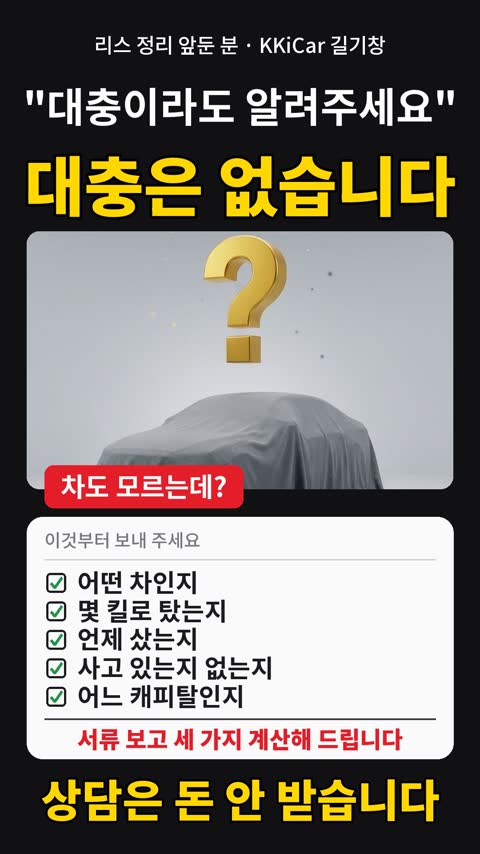 리스 정리 앞둔 분 · KKiCar 길기창
"대충이라도 알려주세요"
대충은 없습니다
?
차도 모르는데?
이것부터 보내 주세요
어떤 차인지
몇 킬로 탔는지
언제 샀는지
사고 있는지 없는지
어느 캐피탈인지
서류 보고 세 가지 계산해 드립니다
상담은 돈 안 받습니다